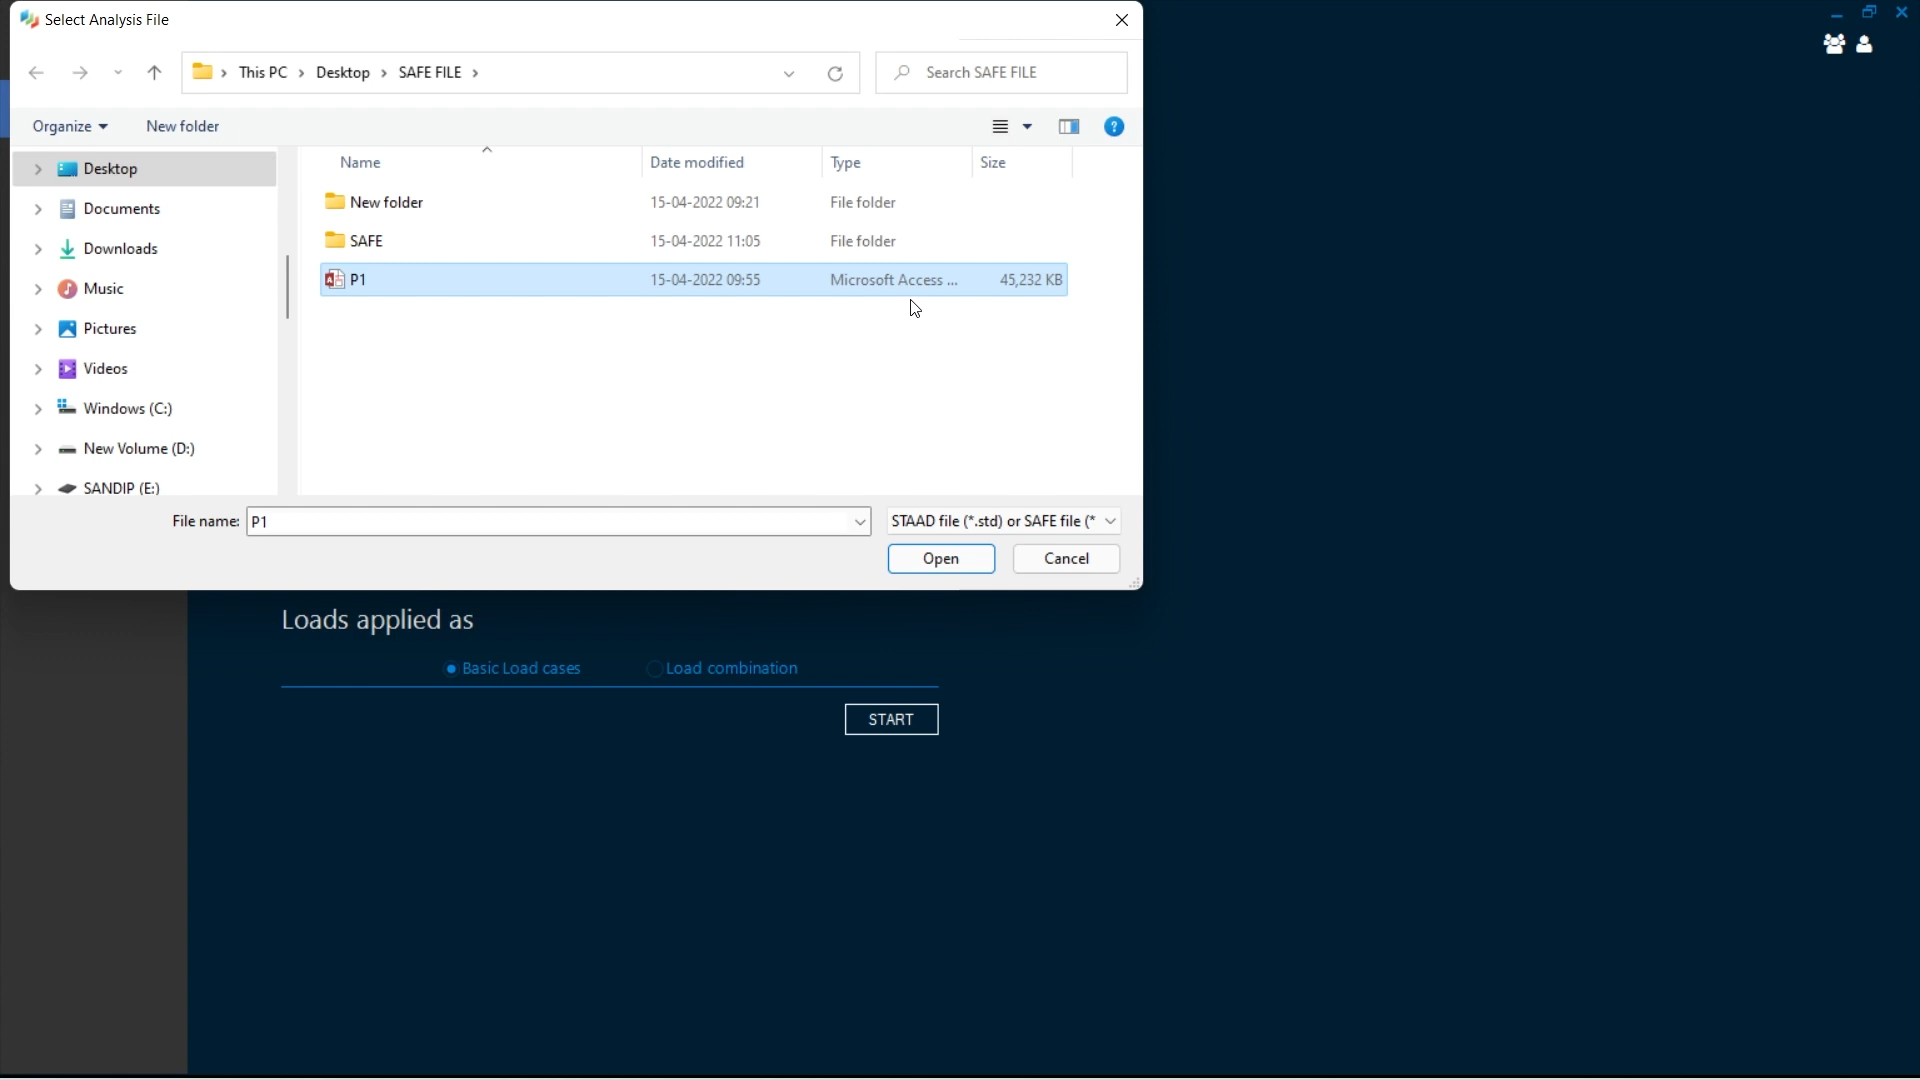 Select Analysis File
This PC > Desktop > SAFE FILE >
Search SAFE FILE
Organize New folder
Name Date modified Type Size
Desktop
Documents
Downloads
Music
Pictures
Videos
Windows (C:)
New Volume (D:)
SANDIP (E:)
New folder 15-04-2022 09:21 File folder
SAFE 15-04-2022 11:05 File folder
P1 15-04-2022 09:55 Microsoft Access ... 45,232 KB
File name: P1 STAAD file (*.std) or SAFE file (*
Open Cancel
Loads applied as
Basic Load cases Load combination
START